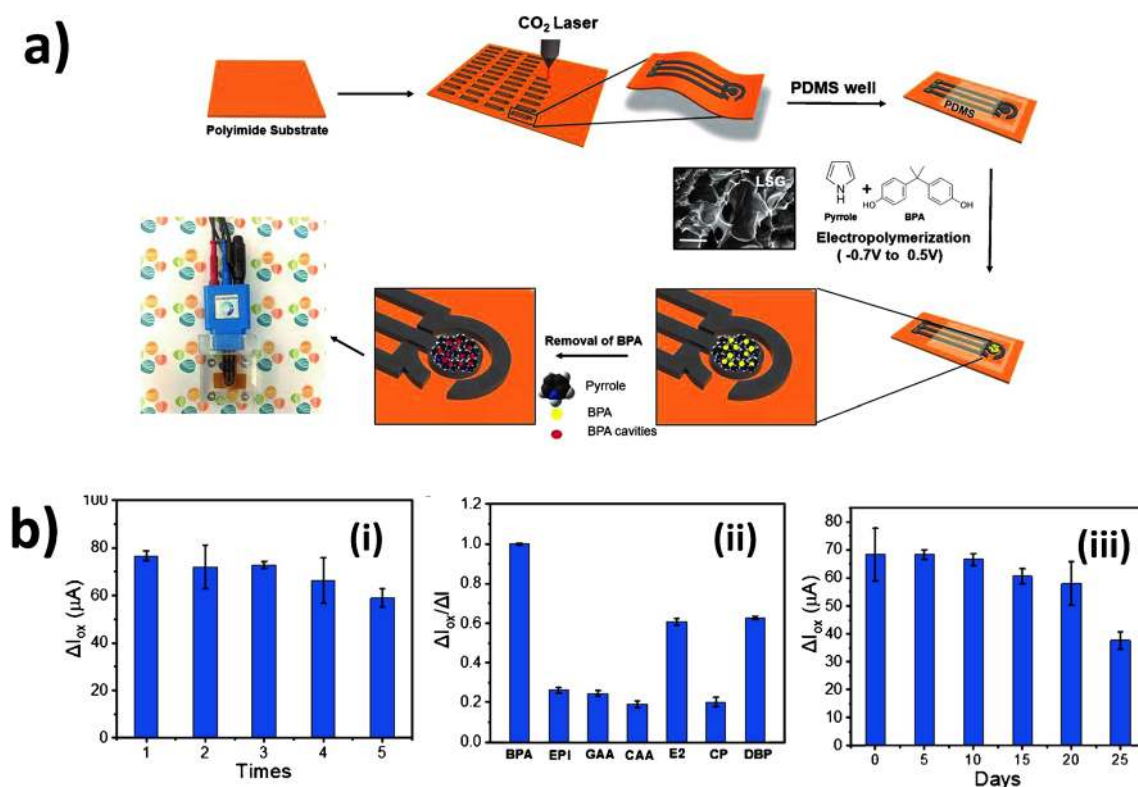 a)
CO2 Laser
Polyimide Substrate
PDMS well
PDMS
LSG
N
H
+
HO
OH
Pyrrole
BPA
Electropolymerization
( -0.7V to 0.5V)
Removal of BPA
Pyrrole
BPA
BPA cavities
b)
(i)
ΔIox (μA)
100
80
60
40
20
0
1 2 3 4 5
Times
(ii)
ΔIox/ΔI
1.2
1.0
0.8
0.6
0.4
0.2
0.0
BPA EPI GAA CAA E2 CP DBP
(iii)
ΔIox (μA)
80
70
60
50
40
30
20
10
0
0 5 10 15 20 25
Days